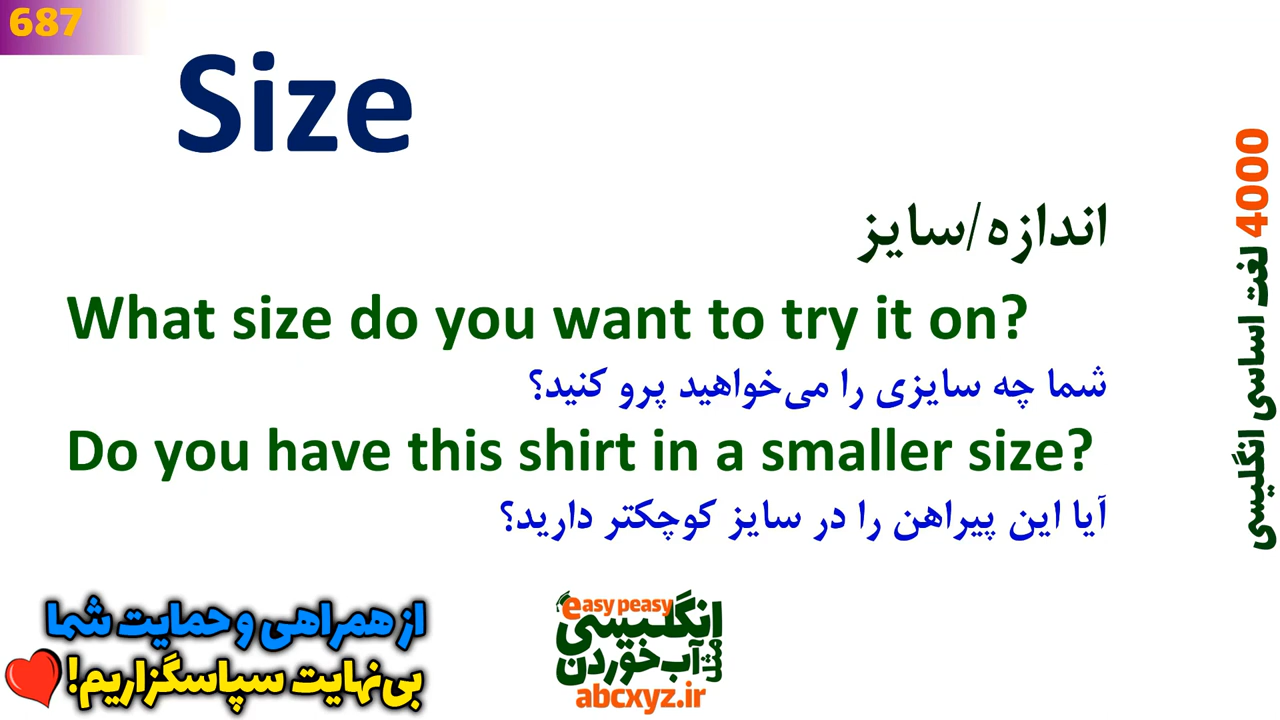 687
Size
اندازه/سایز
What size do you want to try it on?
شما چه سایزی را می‌خواهید پرو کنید؟
Do you have this shirt in a smaller size?
آیا این پیراهن را در سایز کوچکتر دارید؟
4000 لغت اساسی انگلیسی
از همراهی و حمایت شما
بی‌نهایت سپاسگزاریم!
easy peasy
انگلیسی
مثل آب خوردن
abcxyz.ir